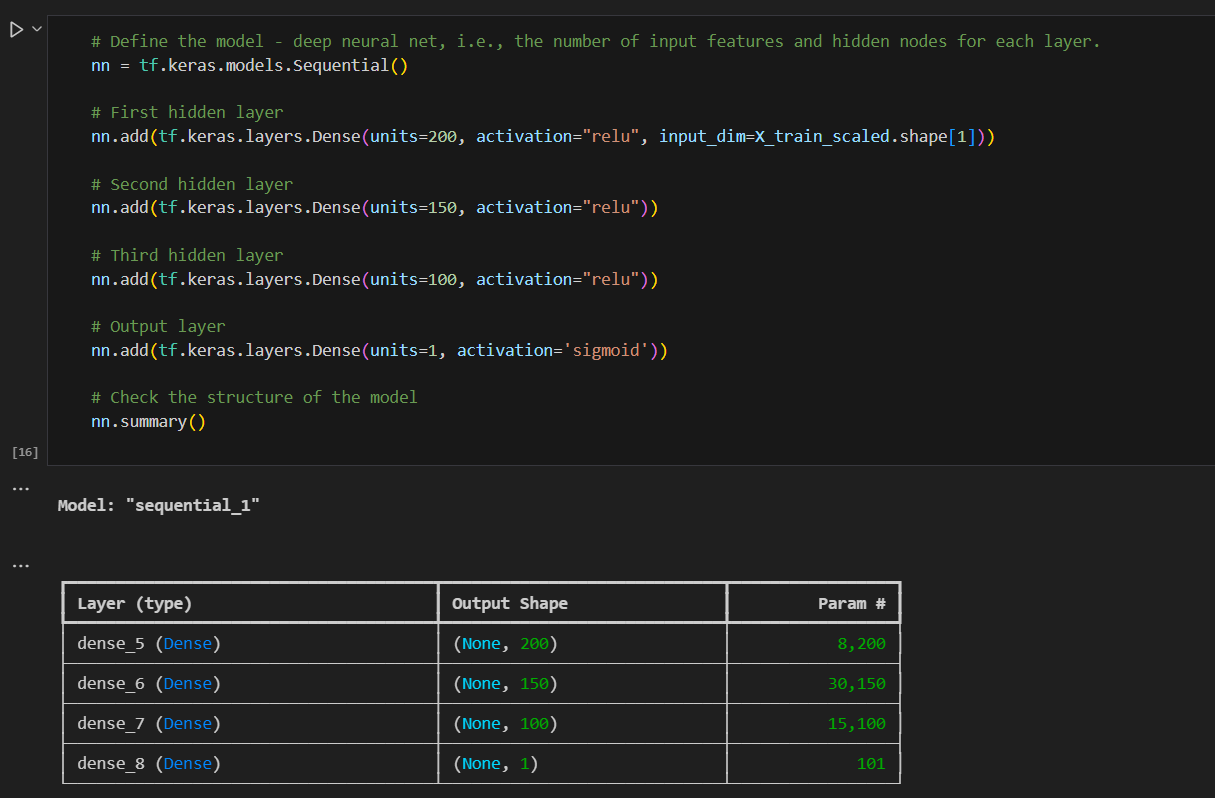 # Define the model - deep neural net, i.e., the number of input features and hidden nodes for each layer.
nn = tf.keras.models.Sequential()
# First hidden layer
nn.add(tf.keras.layers.Dense(units=200, activation="relu", input_dim=X_train_scaled.shape[1]))
# Second hidden layer
nn.add(tf.keras.layers.Dense(units=150, activation="relu"))
# Third hidden layer
nn.add(tf.keras.layers.Dense(units=100, activation="relu"))
# Output layer
nn.add(tf.keras.layers.Dense(units=1, activation='sigmoid'))
# Check the structure of the model
nn.summary()
[16]
...
Model: "sequential_1"
...
Layer (type) Output Shape Param #
dense_5 (Dense) (None, 200) 8,200
dense_6 (Dense) (None, 150) 30,150
dense_7 (Dense) (None, 100) 15,100
dense_8 (Dense) (None, 1) 101